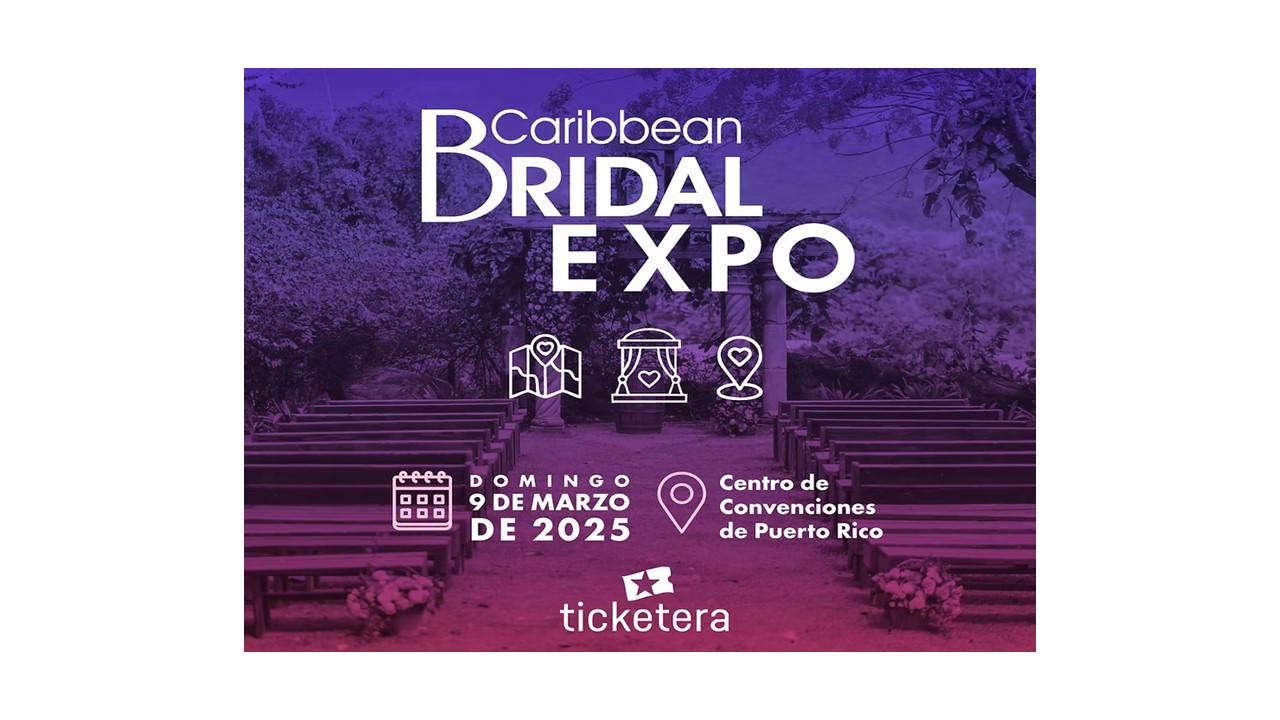 Caribbean
BRIDAL
EXPO
DOMINGO
9 DE MARZO
DE 2025
Centro de
Convenciones
de Puerto Rico
ticketera